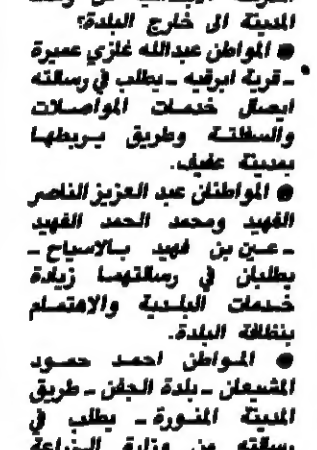 المدينة الى خارج البلدة؟
● المواطن عبدالله غازي عميرة
ـ قرية ابرقيه ـ يطلب في رسالته
ايصال خدمات المواصلات
والسفلتة وطريق يربطها
بمدينة عفيف.
● المواطنان عبد العزيز الناصر
الفهيد ومحمد الحمد الفهيد
ـ عين بن فهيد بالاسياح ـ
يطلبان في رسالتهما زيادة
خدمات البلدية والاهتمام
بنظافة البلدة.
● المواطن احمد حمود
المشيعلن ـ بلدة الجفن ـ طريق
المدينة المنورة ـ يطلب في
رسالته من وزارة الزراعة